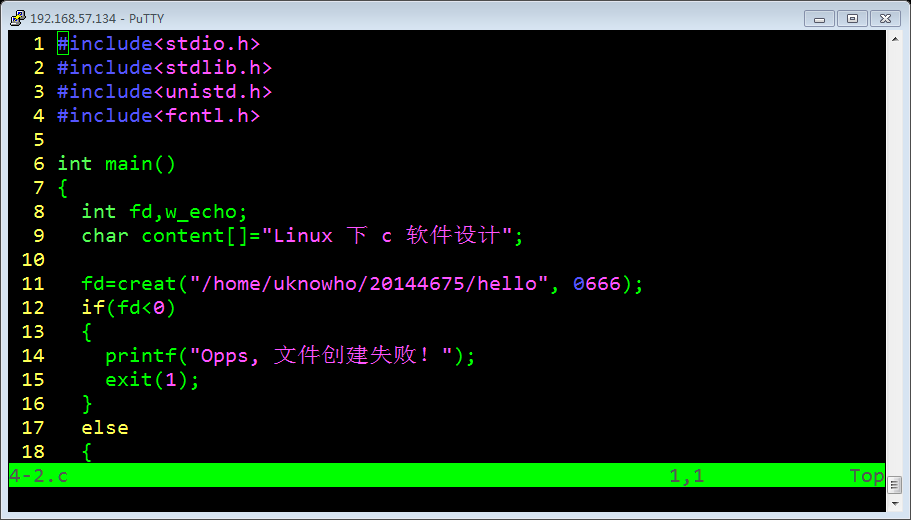 192.168.57.134 - PuTTY
1 #include<stdio.h>
2 #include<stdlib.h>
3 #include<unistd.h>
4 #include<fcntl.h>
5
6 int main()
7 {
8   int fd,w_echo;
9   char content[]="Linux 下 c 软件设计";
10
11   fd=creat("/home/uknowho/20144675/hello", 0666);
12   if(fd<0)
13   {
14     printf("Opps, 文件创建失败！");
15     exit(1);
16   }
17   else
18   {
4-2.c 1,1 Top